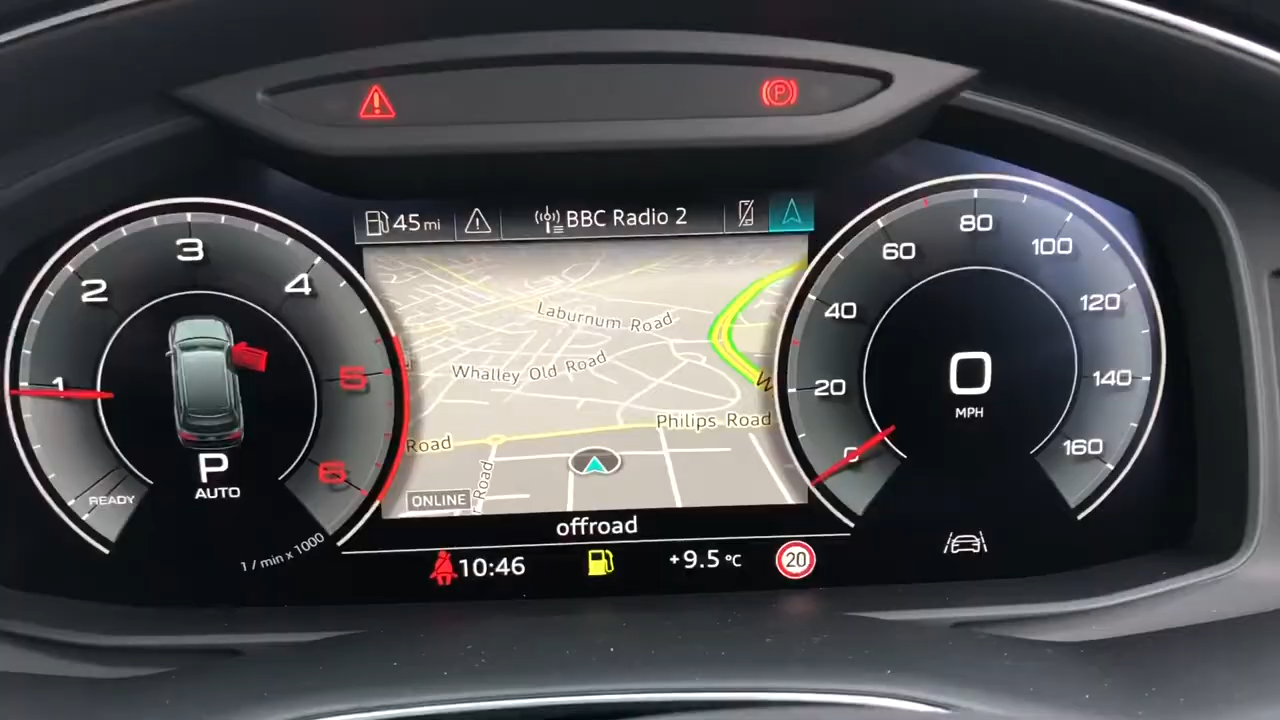 P
45 mi
BBC Radio 2
1
2
3
4
5
6
READY
1 / min x 1000
P
AUTO
Laburnum Road
Whalley Old Road
Philips Road
Road
Road
W
ONLINE
offroad
10:46
+9.5 °C
20
0
20
40
60
80
100
120
140
160
0
MPH